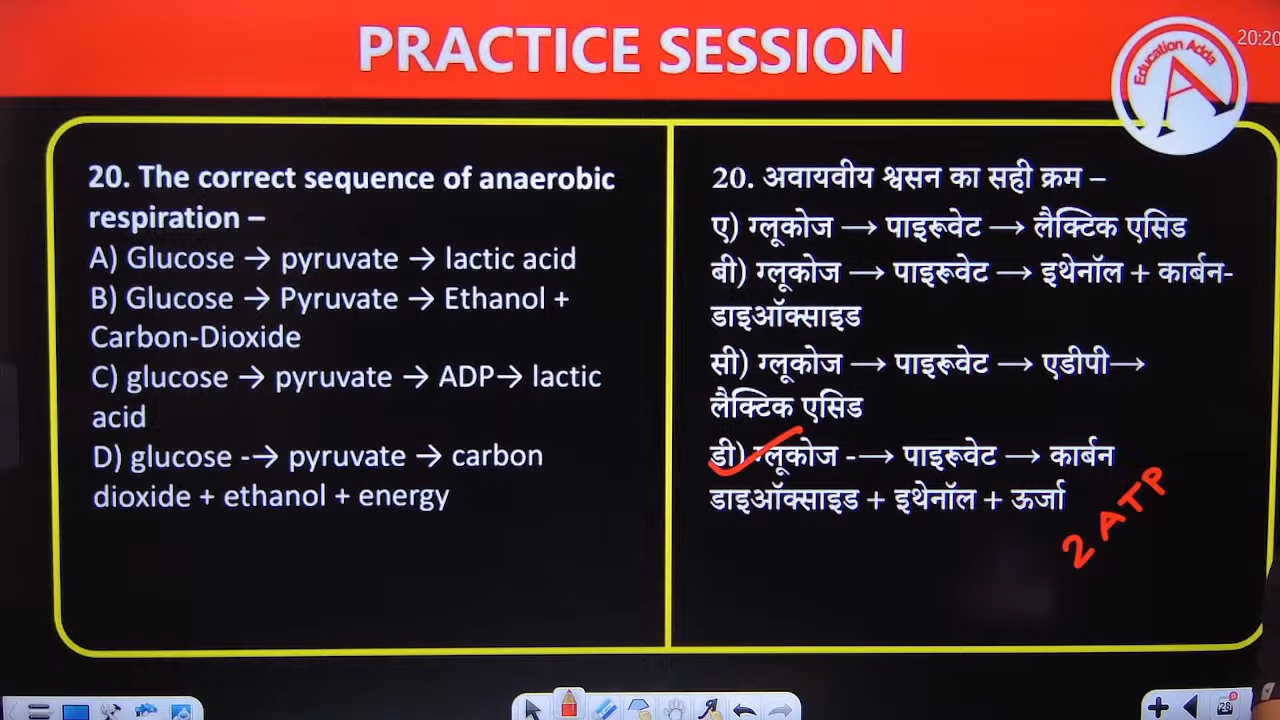 PRACTICE SESSION
Education Adda
A
20:20
20. The correct sequence of anaerobic
respiration –
A) Glucose → pyruvate → lactic acid
B) Glucose → Pyruvate → Ethanol +
Carbon-Dioxide
C) glucose → pyruvate → ADP→ lactic
acid
D) glucose -→ pyruvate → carbon
dioxide + ethanol + energy
20. अवायवीय श्वसन का सही क्रम –
ए) ग्लूकोज → पाइरूवेट → लैक्टिक एसिड
बी) ग्लूकोज → पाइरूवेट → इथेनॉल + कार्बन-
डाइऑक्साइड
सी) ग्लूकोज → पाइरूवेट → एडीपी→
लैक्टिक एसिड
डी) ग्लूकोज -→ पाइरूवेट → कार्बन
डाइऑक्साइड + इथेनॉल + ऊर्जा
2 ATP
28